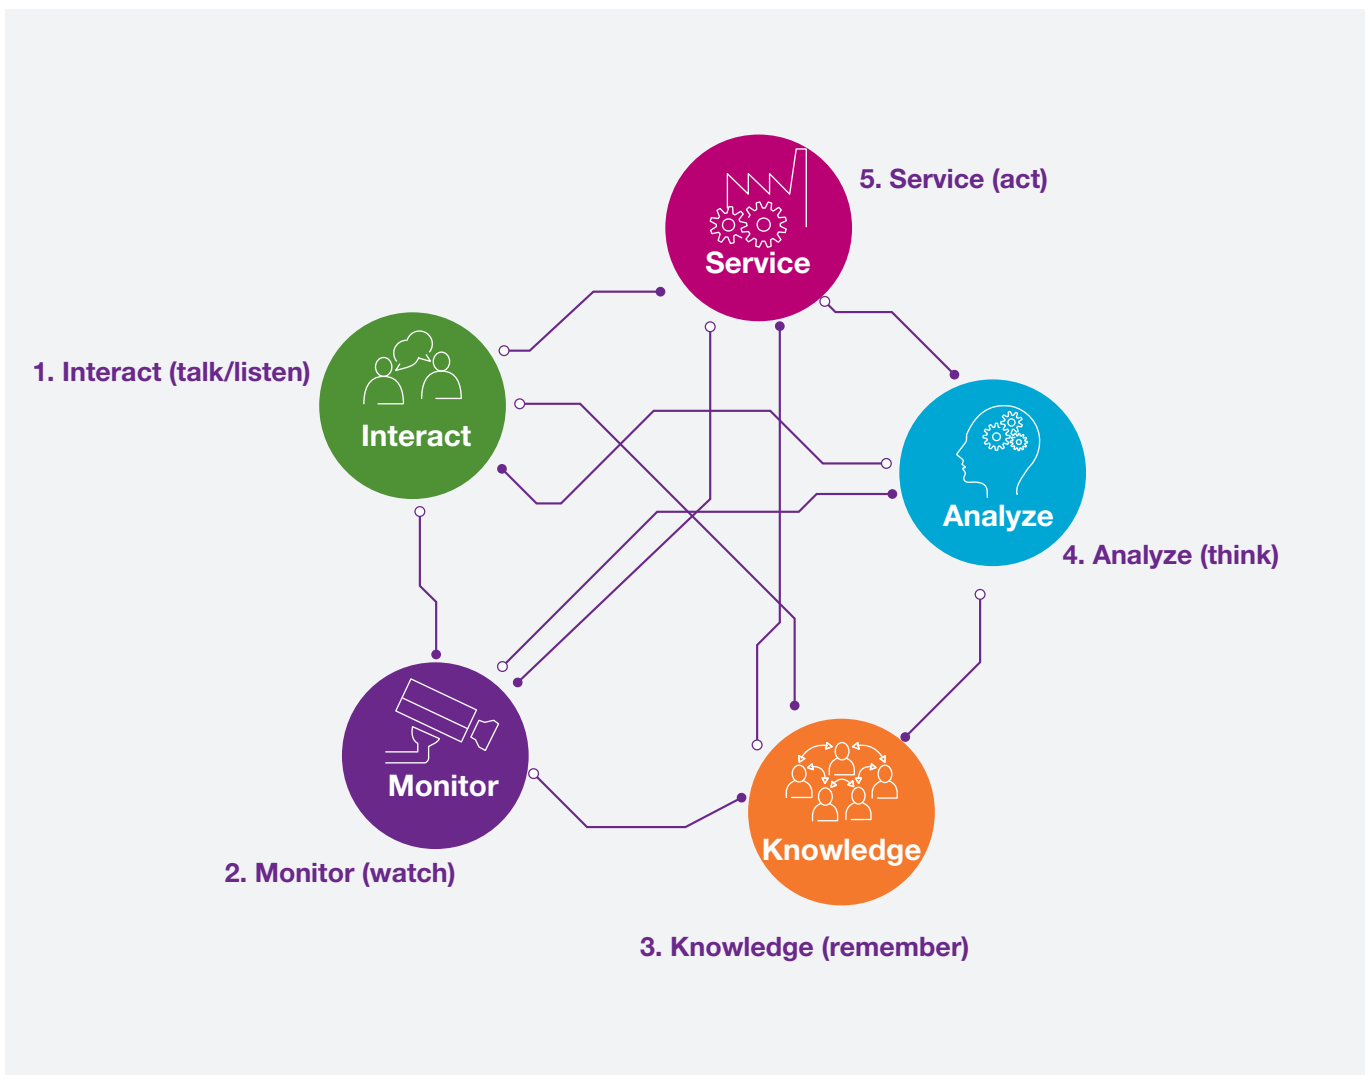 5. Service (act)
Service
1. Interact (talk/listen)
Interact
Analyze
4. Analyze (think)
Monitor
2. Monitor (watch)
Knowledge
3. Knowledge (remember)